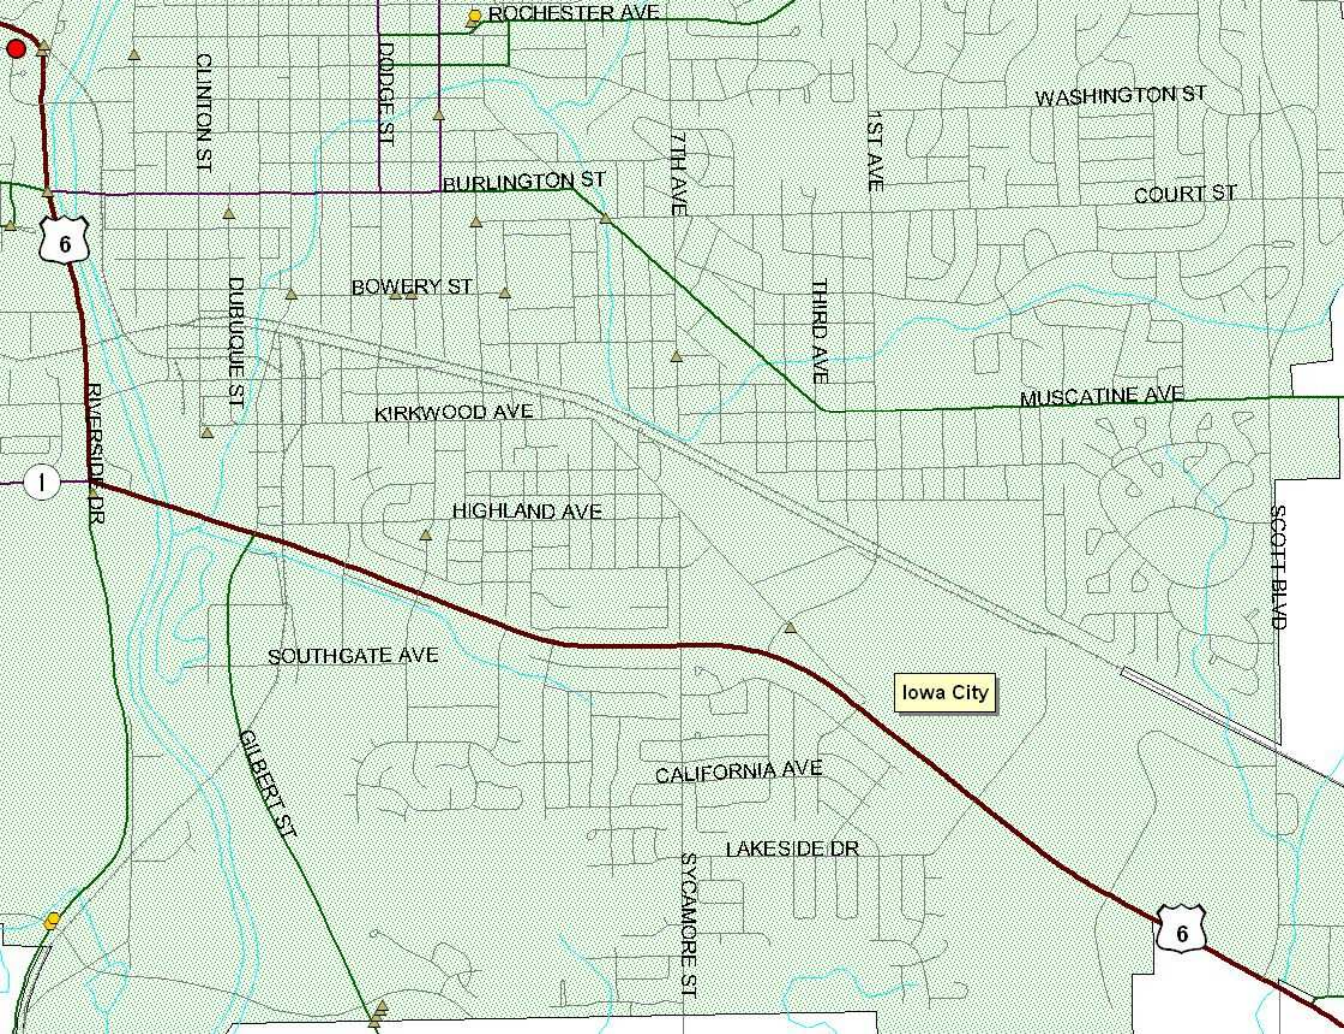 ROCHESTER AVE
CLINTON ST
DODGE ST
WASHINGTON ST
7TH AVE
1ST AVE
BURLINGTON ST
COURT ST
6
DUBUQUE ST
BOWERY ST
THIRD AVE
RIVERSIDE DR
KIRKWOOD AVE
MUSCATINE AVE
1
HIGHLAND AVE
SCOTT BLVD
SOUTHGATE AVE
Iowa City
GILBERT ST
CALIFORNIA AVE
LAKESIDE DR
SYCAMORE ST
6